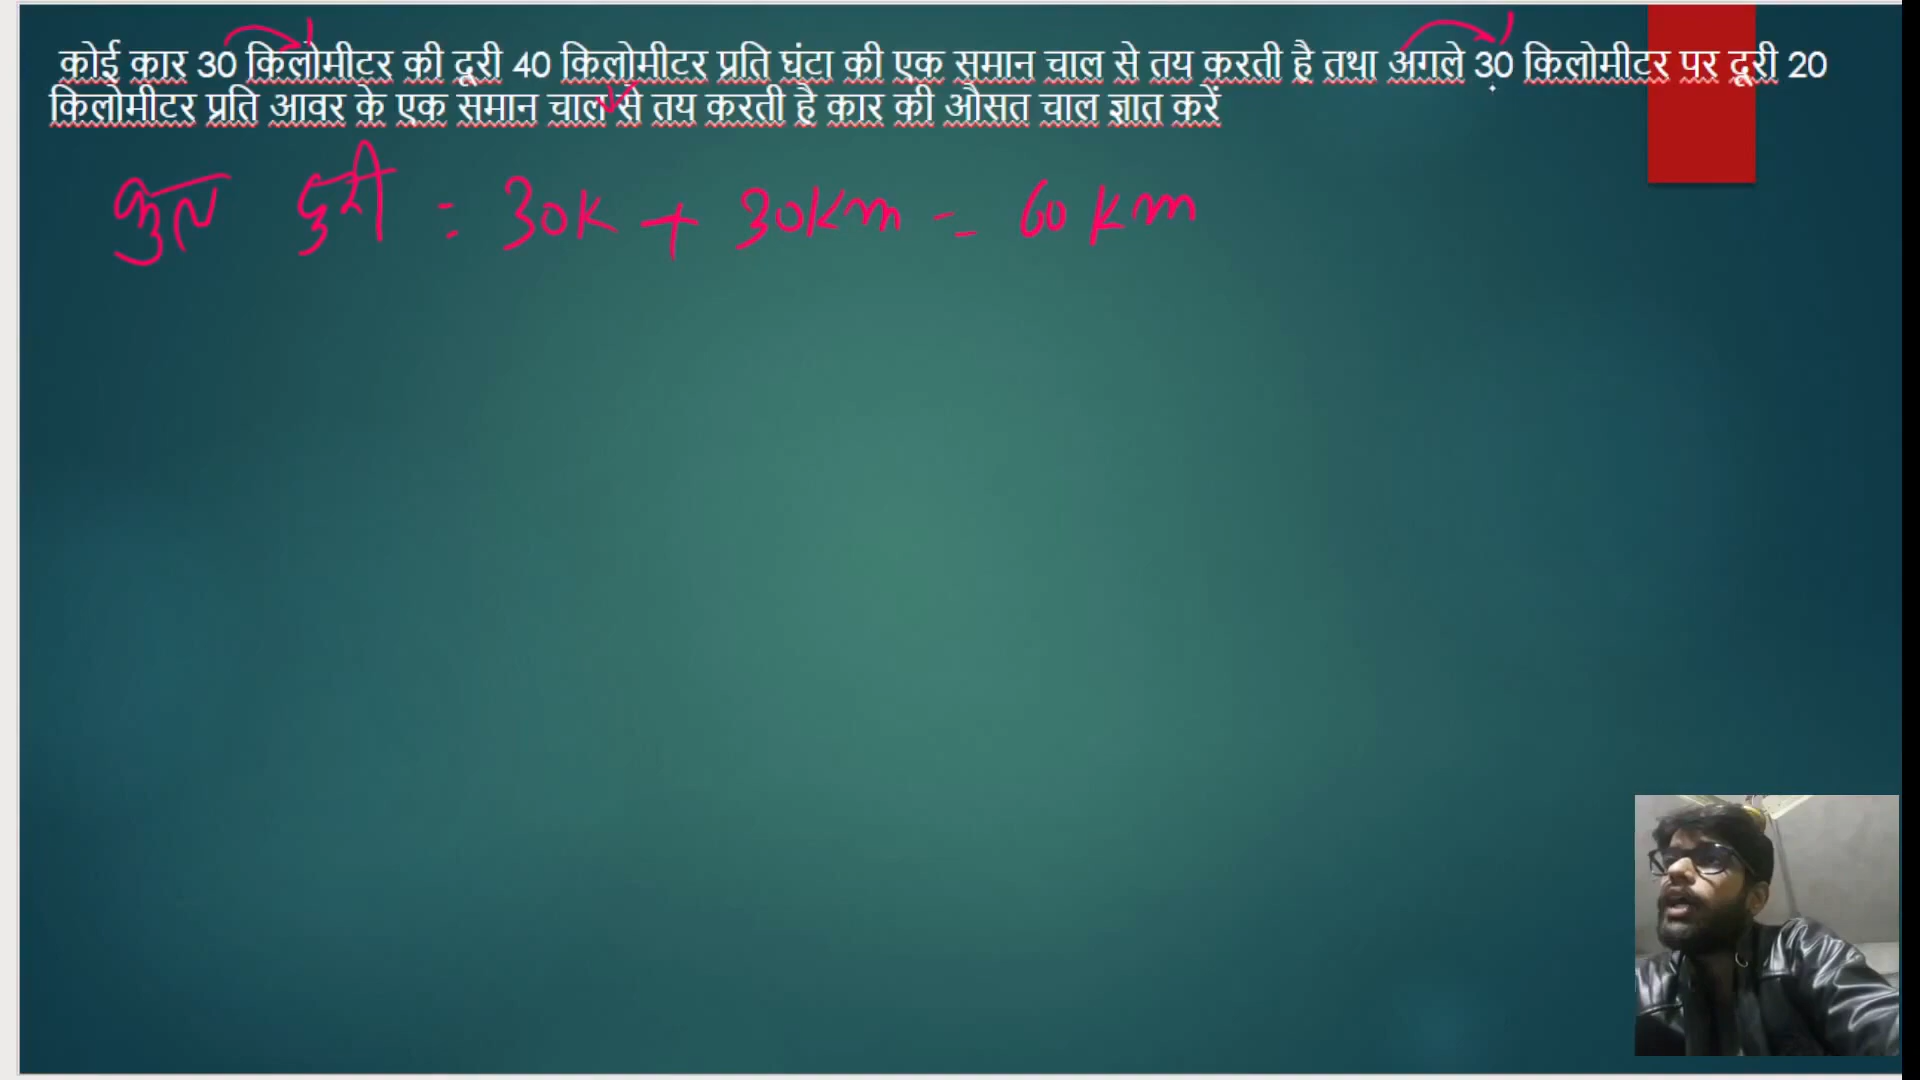 कोई कार 30 किलोमीटर की दूरी 40 किलोमीटर प्रति घंटा की एक समान चाल से तय करती है तथा अगले 30 किलोमीटर पर दूरी 20
किलोमीटर प्रति आवर के एक समान चाल से तय करती है कार की औसत चाल ज्ञात करें
कुल दुरी = 30k + 30km = 60 km